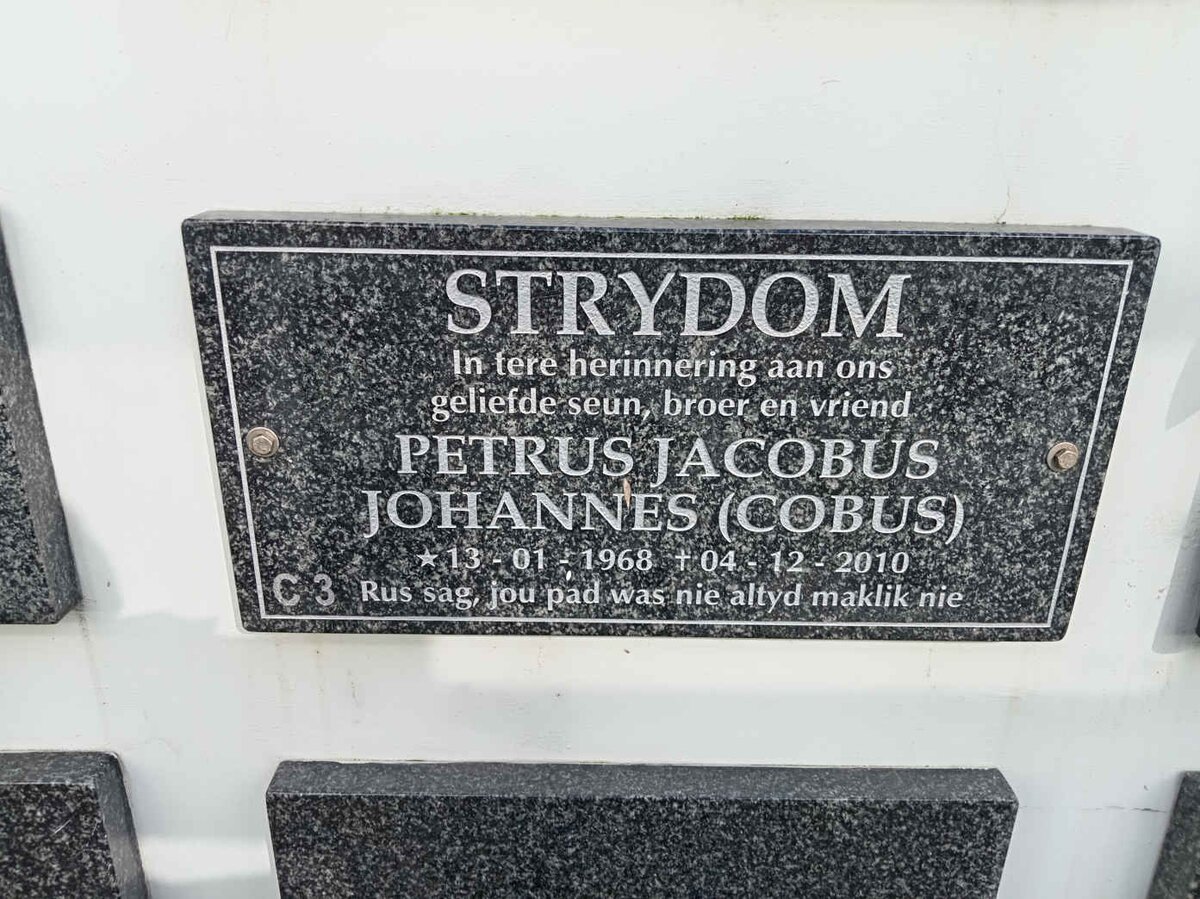 STRYDOM
In tere herinnering aan ons
geliefde seun, broer en vriend
PETRUS JACOBUS
JOHANNES (COBUS)
★13 - 01 - 1968 †04 - 12 - 2010
C 3 Rus sag, jou pad was nie altyd maklik nie